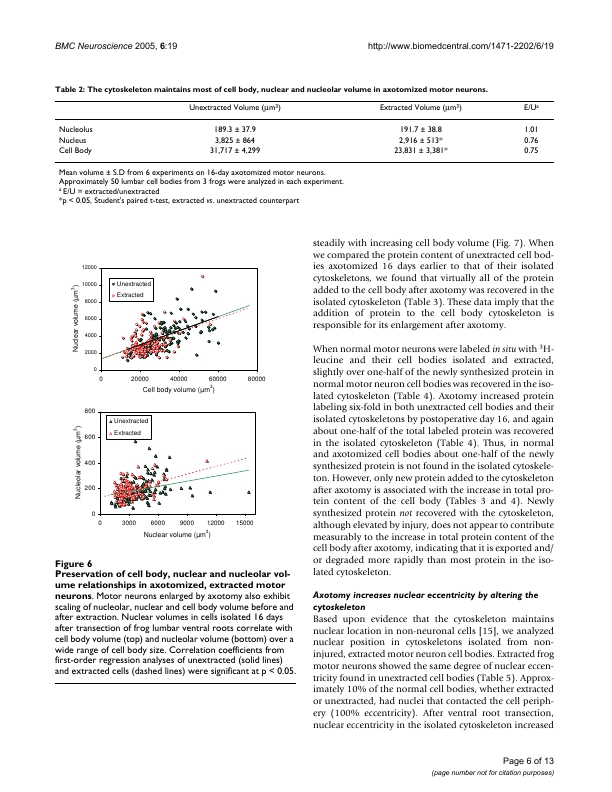 BMC Neuroscience 2005, 6:19
http://www.biomedcentral.com/1471-2202/6/19
Table 2: The cytoskeleton maintains most of cell body, nuclear and nucleolar volume in axotomized motor neurons.
Unextracted Volume (μm³) Extracted Volume (μm³) E/Uᵃ
Nucleolus 189.3 ± 37.9 191.7 ± 38.8 1.01
Nucleus 3,825 ± 864 2,916 ± 513* 0.76
Cell Body 31,717 ± 4,299 23,831 ± 3,381* 0.75
Mean volume ± S.D from 6 experiments on 16-day axotomized motor neurons.
Approximately 50 lumbar cell bodies from 3 frogs were analyzed in each experiment.
ᵃ E/U = extracted/unextracted
*p < 0.05, Student's paired t-test, extracted vs. unextracted counterpart
Nuclear volume (μm³)
12000
10000
8000
6000
4000
2000
0
Unextracted
Extracted
0 20000 40000 60000 80000
Cell body volume (μm³)
Nucleolar volume (μm³)
800
600
400
200
0
Unextracted
Extracted
0 3000 6000 9000 12000 15000
Nuclear volume (μm³)
Figure 6
Preservation of cell body, nuclear and nucleolar vol-
ume relationships in axotomized, extracted motor
neurons. Motor neurons enlarged by axotomy also exhibit
scaling of nucleolar, nuclear and cell body volume before and
after extraction. Nuclear volumes in cells isolated 16 days
after transection of frog lumbar ventral roots correlate with
cell body volume (top) and nucleolar volume (bottom) over a
wide range of cell body size. Correlation coefficients from
first-order regression analyses of unextracted (solid lines)
and extracted cells (dashed lines) were significant at p < 0.05.
steadily with increasing cell body volume (Fig. 7). When
we compared the protein content of unextracted cell bod-
ies axotomized 16 days earlier to that of their isolated
cytoskeletons, we found that virtually all of the protein
added to the cell body after axotomy was recovered in the
isolated cytoskeleton (Table 3). These data imply that the
addition of protein to the cell body cytoskeleton is
responsible for its enlargement after axotomy.
When normal motor neurons were labeled in situ with ³H-
leucine and their cell bodies isolated and extracted,
slightly over one-half of the newly synthesized protein in
normal motor neuron cell bodies was recovered in the iso-
lated cytoskeleton (Table 4). Axotomy increased protein
labeling six-fold in both unextracted cell bodies and their
isolated cytoskeletons by postoperative day 16, and again
about one-half of the total labeled protein was recovered
in the isolated cytoskeleton (Table 4). Thus, in normal
and axotomized cell bodies about one-half of the newly
synthesized protein is not found in the isolated cytoskele-
ton. However, only new protein added to the cytoskeleton
after axotomy is associated with the increase in total pro-
tein content of the cell body (Tables 3 and 4). Newly
synthesized protein not recovered with the cytoskeleton,
although elevated by injury, does not appear to contribute
measurably to the increase in total protein content of the
cell body after axotomy, indicating that it is exported and/
or degraded more rapidly than most protein in the iso-
lated cytoskeleton.
Axotomy increases nuclear eccentricity by altering the
cytoskeleton
Based upon evidence that the cytoskeleton maintains
nuclear location in non-neuronal cells [15], we analyzed
nuclear position in cytoskeletons isolated from non-
injured, extracted motor neuron cell bodies. Extracted frog
motor neurons showed the same degree of nuclear eccen-
tricity found in unextracted cell bodies (Table 5). Approx-
imately 10% of the normal cell bodies, whether extracted
or unextracted, had nuclei that contacted the cell periph-
ery (100% eccentricity). After ventral root transection,
nuclear eccentricity in the isolated cytoskeleton increased
Page 6 of 13
(page number not for citation purposes)